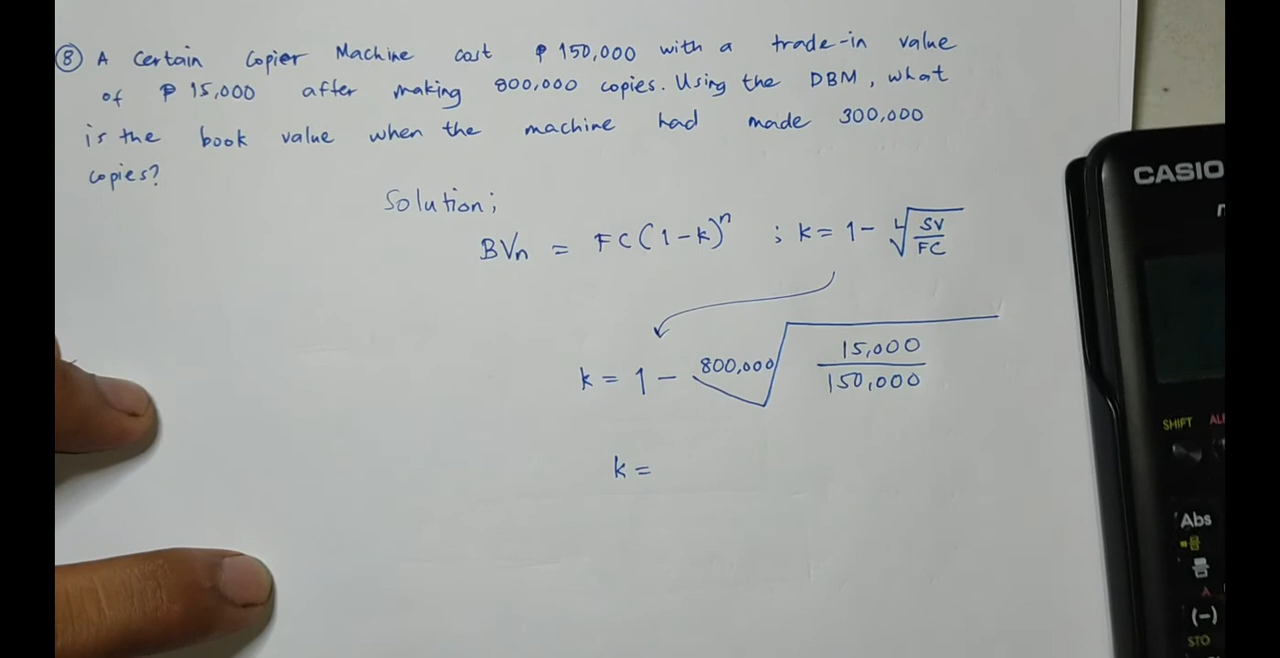 ⑧ A Certain Copier Machine cost ₱ 150,000 with a trade-in value
of ₱ 15,000 after making 800,000 copies. Using the DBM, what
is the book value when the machine had made 300,000
copies?
Solution;
BVn = FC(1-k)^n ; k = 1 - L√(SV/FC)
k = 1 - 800,000√(15,000/150,000)
k =
CASIO
SHIFT
Abs
(-)
STO